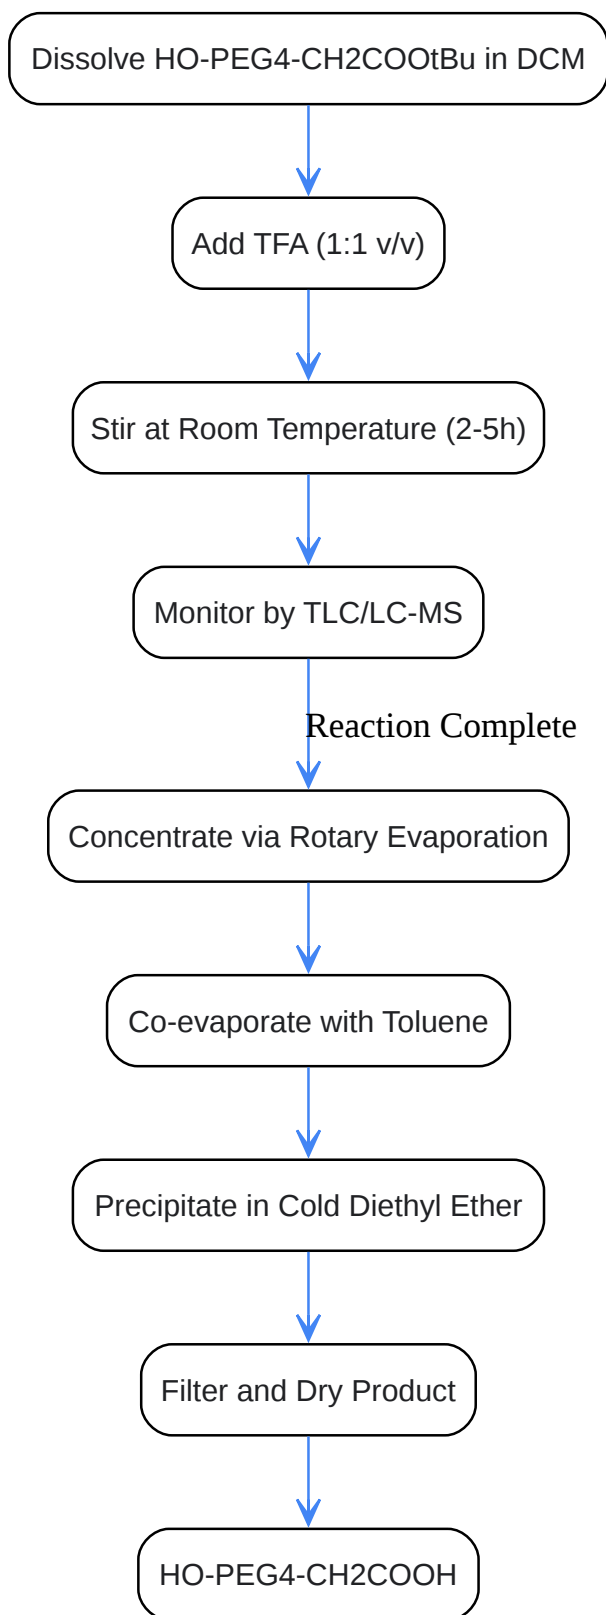 Dissolve HO-PEG4-CH2COOtBu in DCM
Add TFA (1:1 v/v)
Stir at Room Temperature (2-5h)
Monitor by TLC/LC-MS
Reaction Complete
Concentrate via Rotary Evaporation
Co-evaporate with Toluene
Precipitate in Cold Diethyl Ether
Filter and Dry Product
HO-PEG4-CH2COOH